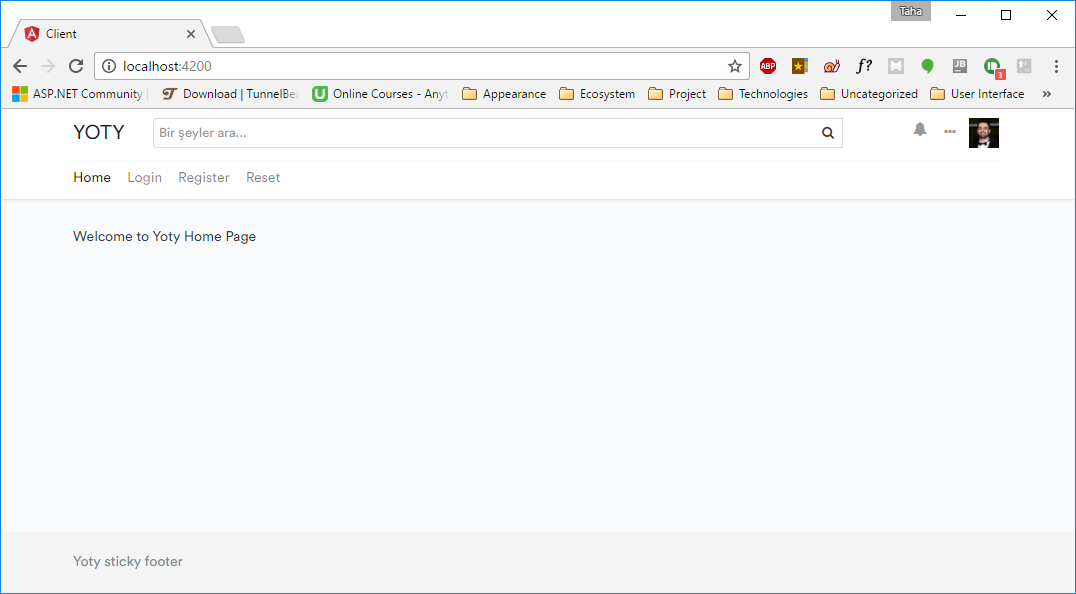 Taha
Client
localhost:4200
ABP
f?
JB
3
ASP.NET Community
Download | TunnelBe
Online Courses - Any
Appearance
Ecosystem
Project
Technologies
Uncategorized
User Interface
»
YOTY
Bir şeyler ara...
Home Login Register Reset
Welcome to Yoty Home Page
Yoty sticky footer